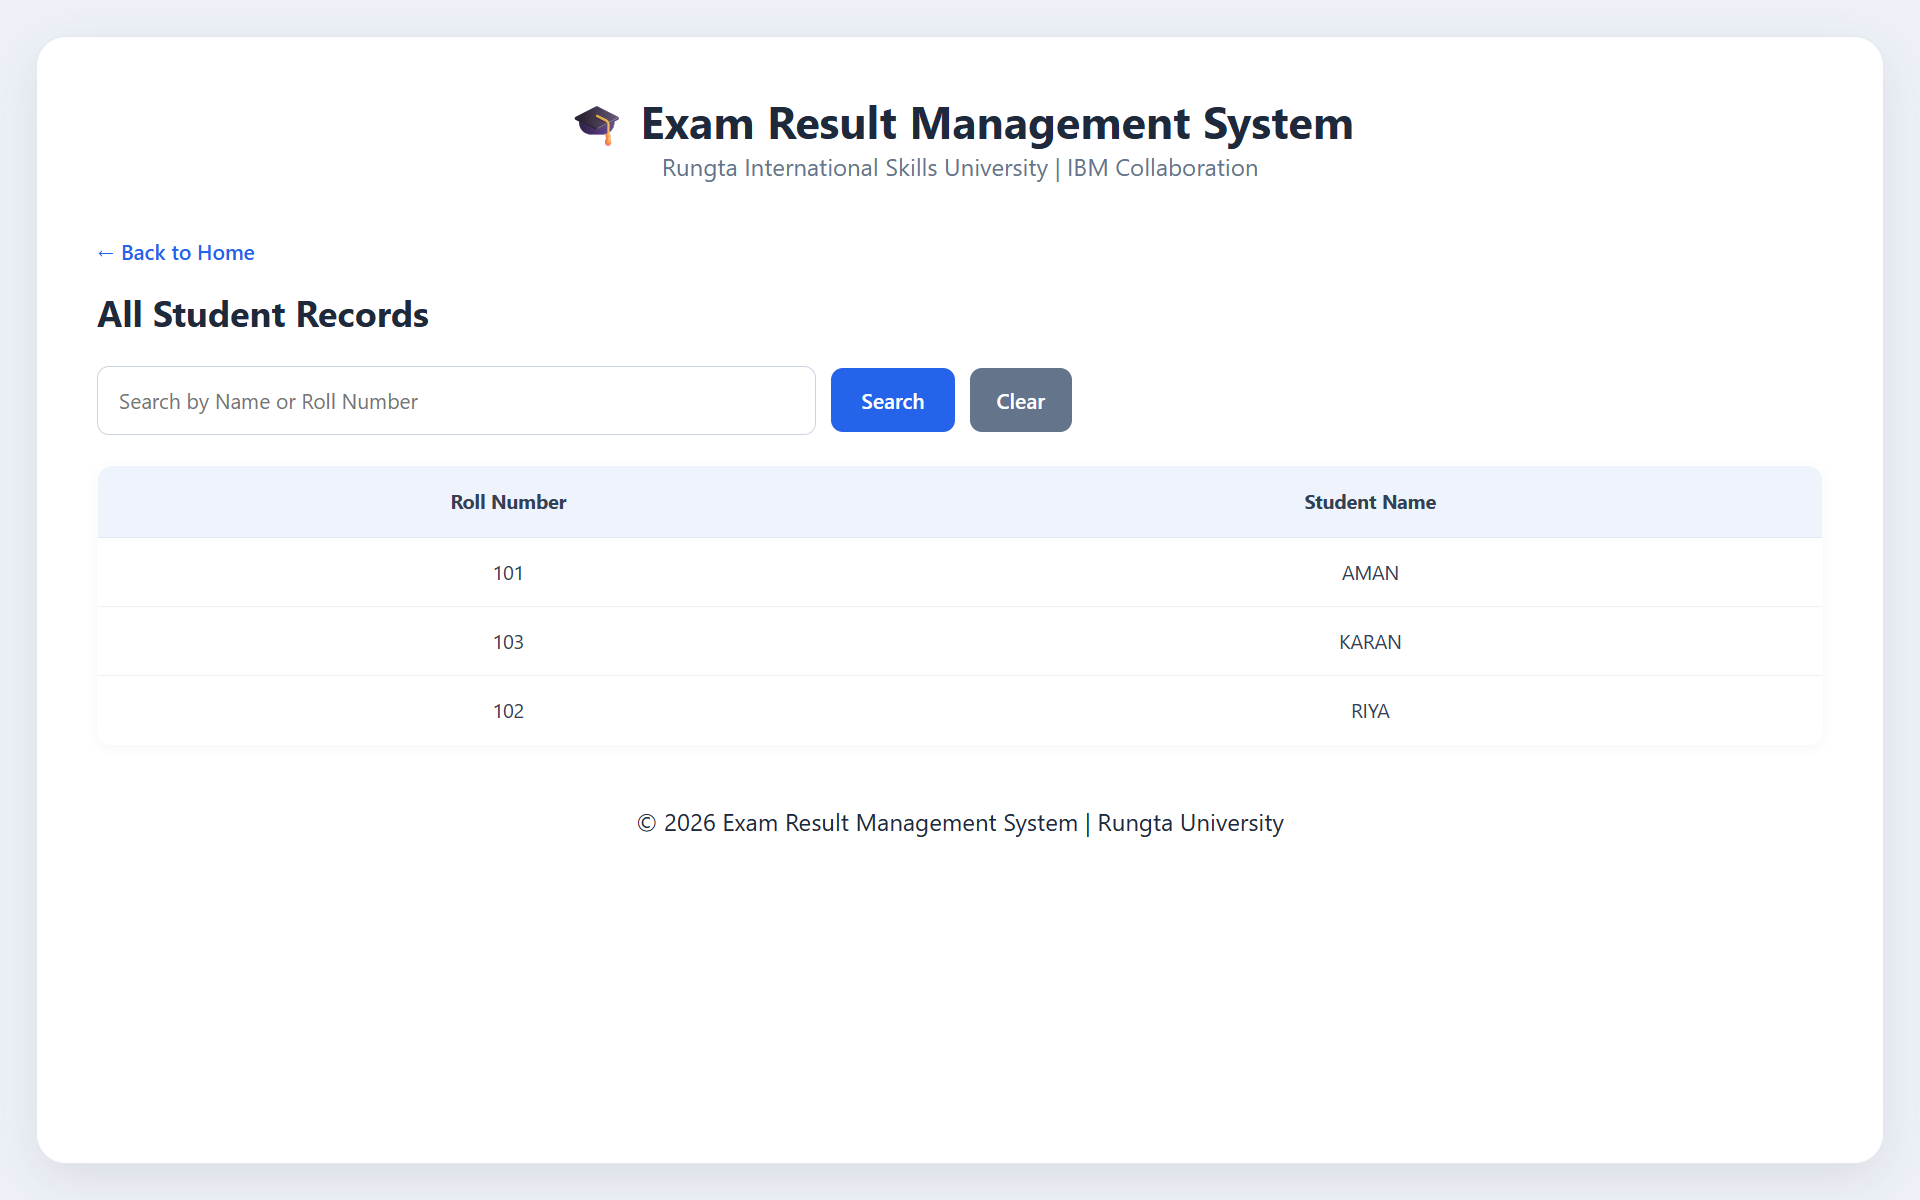 🎓 Exam Result Management System
Rungta International Skills University | IBM Collaboration
← Back to Home
All Student Records
Search by Name or Roll Number Search Clear
Roll Number Student Name
101 AMAN
103 KARAN
102 RIYA
© 2026 Exam Result Management System | Rungta University